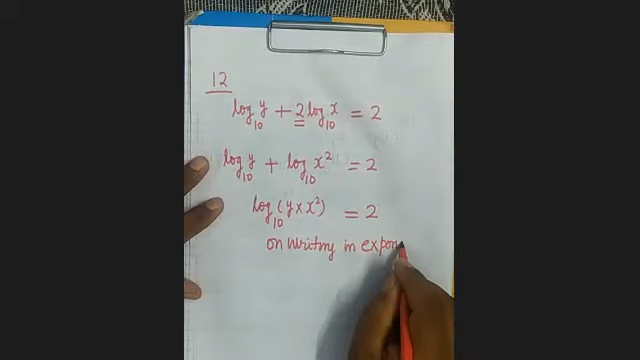 12
log₁₀ y + 2 log₁₀ x = 2
log₁₀ y + log₁₀ x² = 2
log₁₀ (y × x²) = 2
on writing in expon